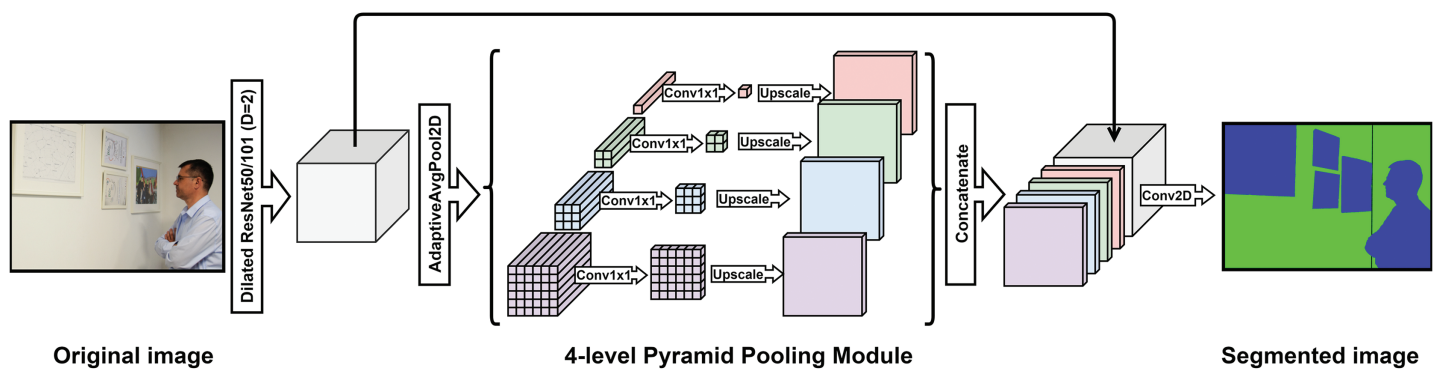 Dilated ResNet50/101 (D=2)
AdaptiveAvgPool2D
Conv1x1
Upscale
Conv1x1
Upscale
Conv1x1
Upscale
Conv1x1
Upscale
Concatenate
Conv2D
Original image
4-level Pyramid Pooling Module
Segmented image